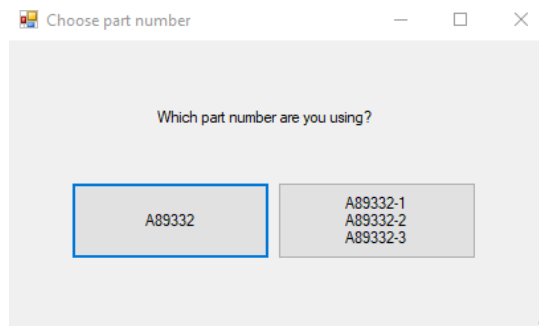 Choose part number
Which part number are you using?
A89332
A89332-1
A89332-2
A89332-3